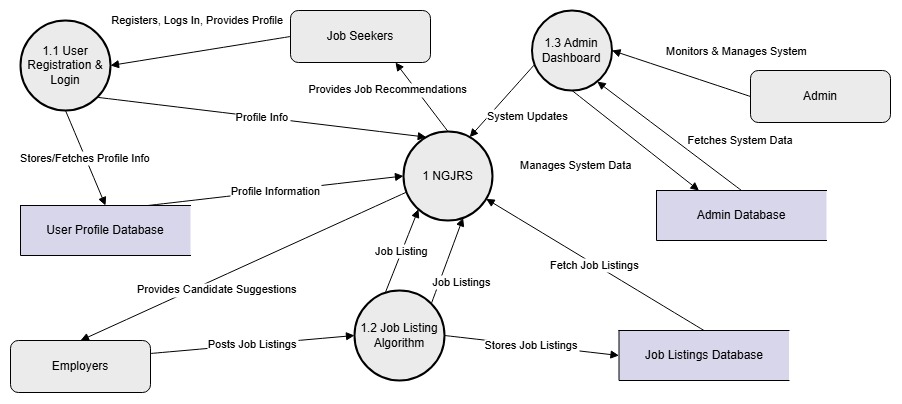 Registers, Logs In, Provides Profile
Job Seekers
1.1 User
Registration &
Login
1.3 Admin
Dashboard
Monitors & Manages System
Admin
Provides Job Recommendations
Profile Info
System Updates
Fetches System Data
Stores/Fetches Profile Info
Manages System Data
1 NGJRS
Profile Information
User Profile Database
Admin Database
Job Listing
Fetch Job Listings
Job Listings
Provides Candidate Suggestions
1.2 Job Listing
Algorithm
Posts Job Listings
Stores Job Listings
Job Listings Database
Employers